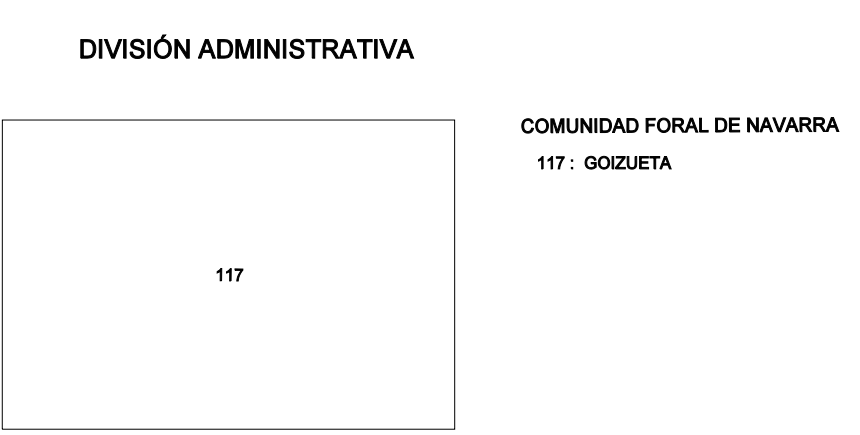 DIVISIÓN ADMINISTRATIVA
COMUNIDAD FORAL DE NAVARRA
117 : GOIZUETA
117